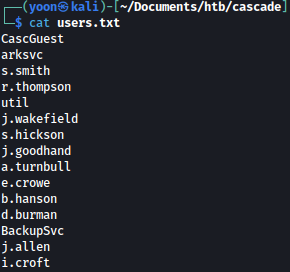 ┌──(yoon㉿kali)-[~/Documents/htb/cascade]
└─$ cat users.txt
CascGuest
arksvc
s.smith
r.thompson
util
j.wakefield
s.hickson
j.goodhand
a.turnbull
e.crowe
b.hanson
d.burman
BackupSvc
j.allen
i.croft